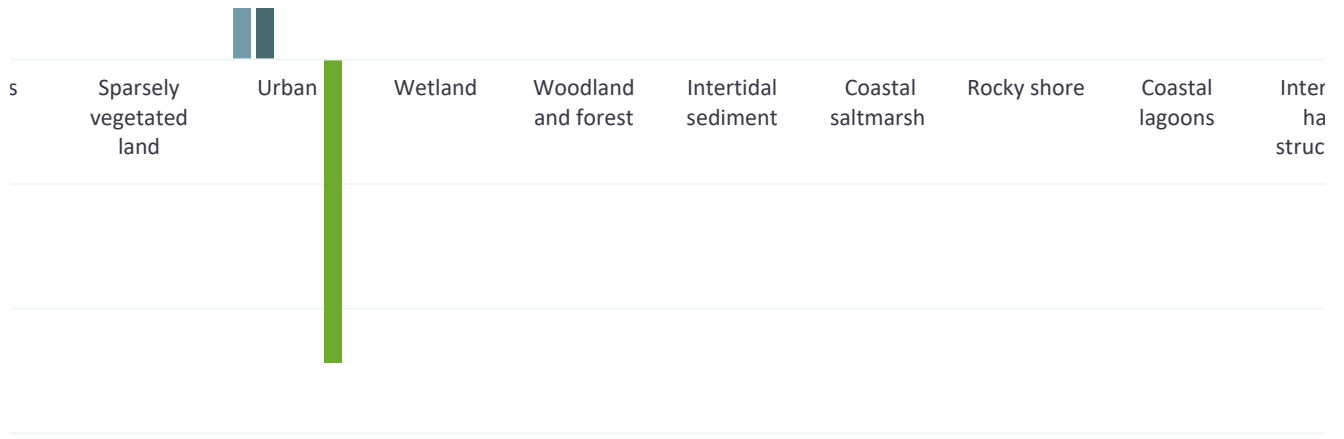 s Sparsely Urban Wetland Woodland Intertidal Coastal Rocky shore Coastal
vegetated and forest sediment saltmarsh lagoons
land